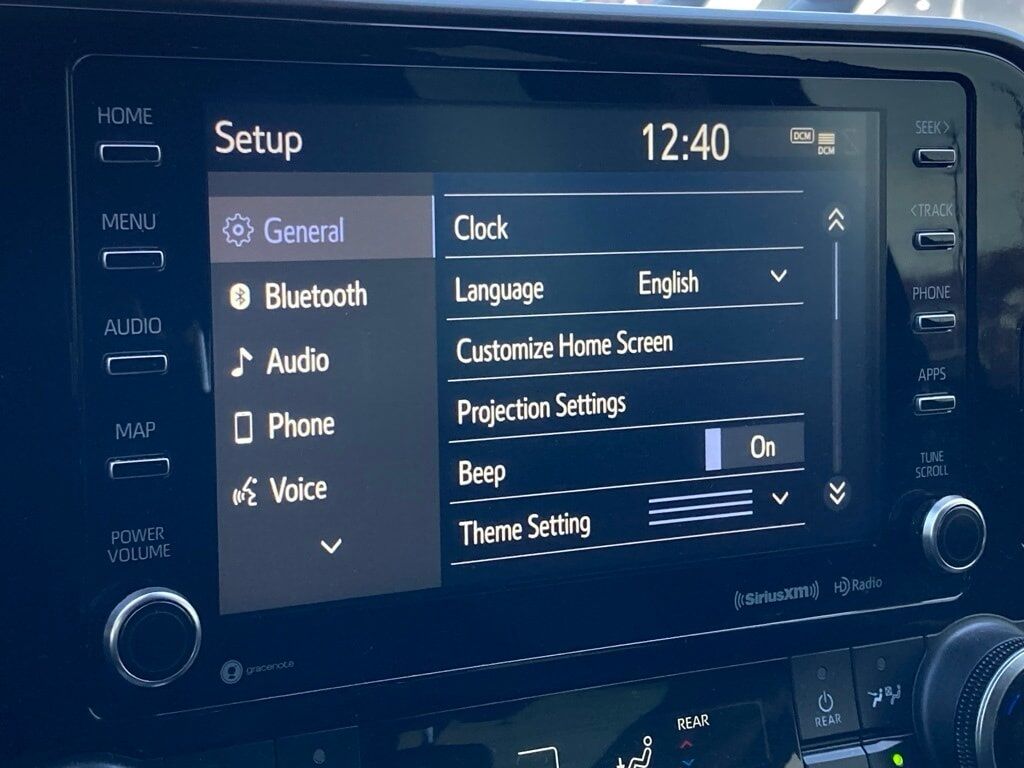 HOME
MENU
AUDIO
MAP
POWER
VOLUME
Setup
12:40
DCM
DCM
General
Bluetooth
Audio
Phone
Voice
Clock
Language English
Customize Home Screen
Projection Settings
Beep On
Theme Setting
SEEK>
<TRACK
PHONE
APPS
TUNE
SCROLL
((SiriusXM))
HD Radio
gracenote
REAR
REAR